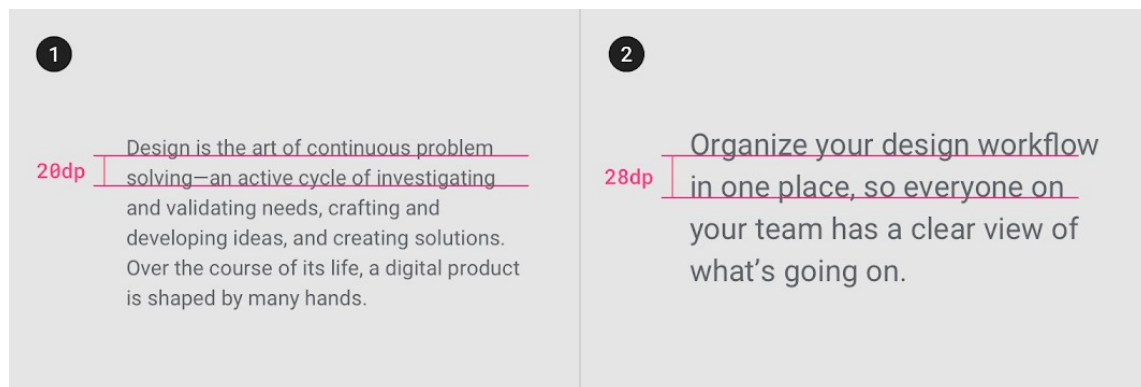 1
20dp
Design is the art of continuous problem
solving—an active cycle of investigating
and validating needs, crafting and
developing ideas, and creating solutions.
Over the course of its life, a digital product
is shaped by many hands.
2
28dp
Organize your design workflow
in one place, so everyone on
your team has a clear view of
what’s going on.